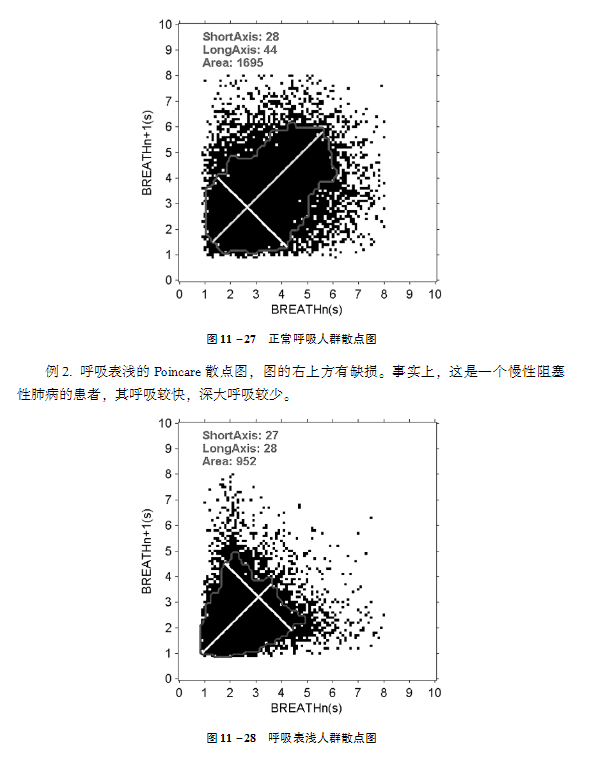 10
9
8
7
6
5
4
3
2
1
0
BREATHn+1(s)
ShortAxis: 28
LongAxis: 44
Area: 1695
0 1 2 3 4 5 6 7 8 9 10
BREATHn(s)
图 11－27 正常呼吸人群散点图
例 2. 呼吸表浅的 Poincare 散点图，图的右上方有缺损。事实上，这是一个慢性阻塞
性肺病的患者，其呼吸较快，深大呼吸较少。
10
9
8
7
6
5
4
3
2
1
0
BREATHn+1(s)
ShortAxis: 27
LongAxis: 28
Area: 952
0 1 2 3 4 5 6 7 8 9 10
BREATHn(s)
图 11－28 呼吸表浅人群散点图